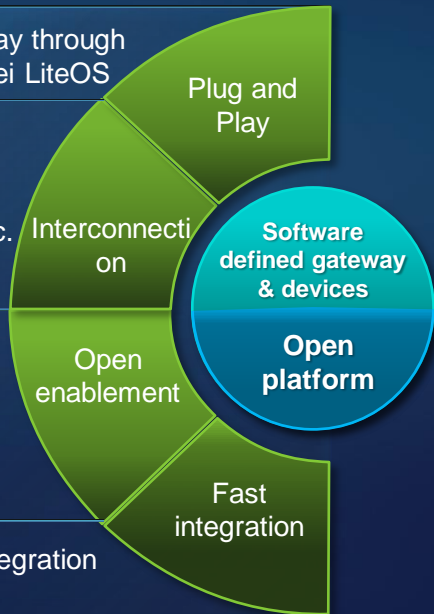 ay through
ei LiteOS
Plug and
Play
c.
Interconnecti
on
Software
defined gateway
& devices
Open
platform
Open
enablement
Fast
integration
egration